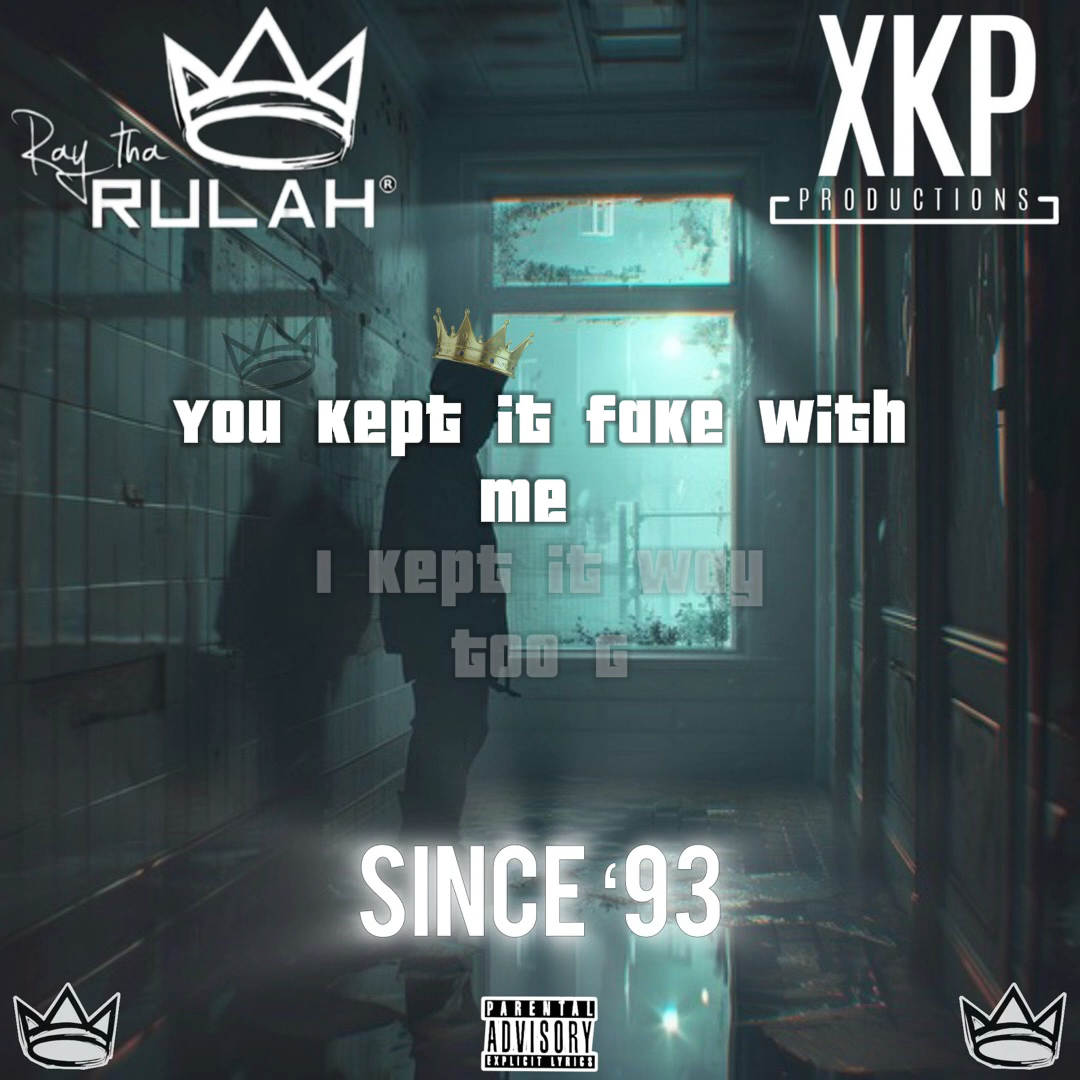 Ray tha
RULAH®
XKP
PRODUCTIONS
You kept it fake with
me
I kept it way
too G
SINCE ‘93
PARENTAL
ADVISORY
EXPLICIT LYRICS